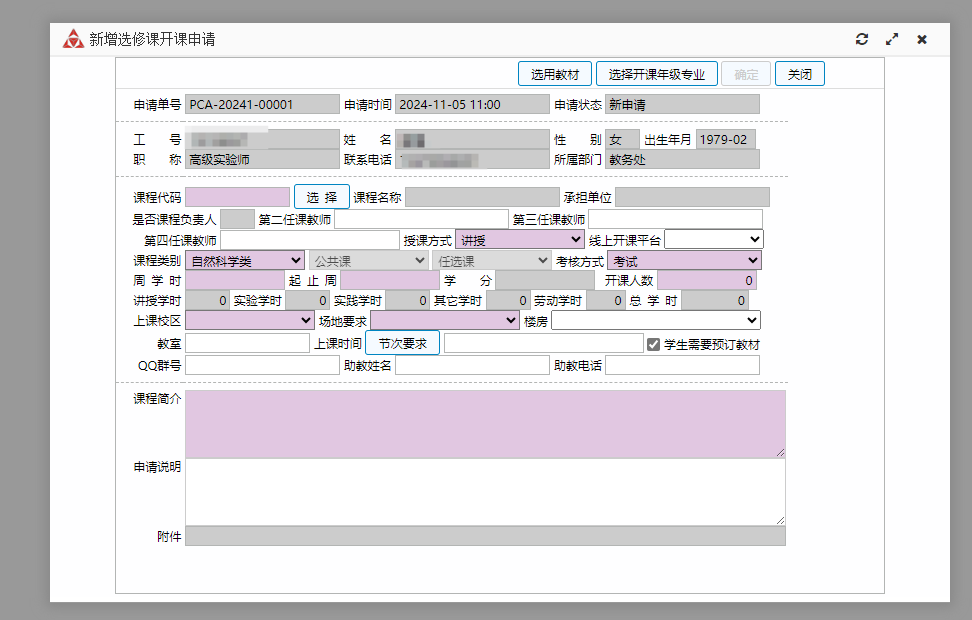 新增选修课开课申请
选用教材 选择开课年级专业 确定 关闭
申请单号 PCA-20241-00001 申请时间 2024-11-05 11:00 申请状态 新申请
工 号 姓 名 性 别 女 出生年月 1979-02
职 称 高级实验师 联系电话 所属部门 教务处
课程代码 选 择 课程名称 承担单位
是否课程负责人 第二任课教师 第三任课教师
第四任课教师 授课方式 讲授 线上开课平台
课程类别 自然科学类 公共课 任选课 考核方式 考试
周 学 时 起 止 周 学 分 开课人数 0
讲授学时 0 实验学时 0 实践学时 0 其它学时 0 劳动学时 0 总 学 时 0
上课校区 场地要求 楼房
教室 上课时间 节次要求 学生需要预订教材
QQ群号 助教姓名 助教电话
课程简介
申请说明
附件